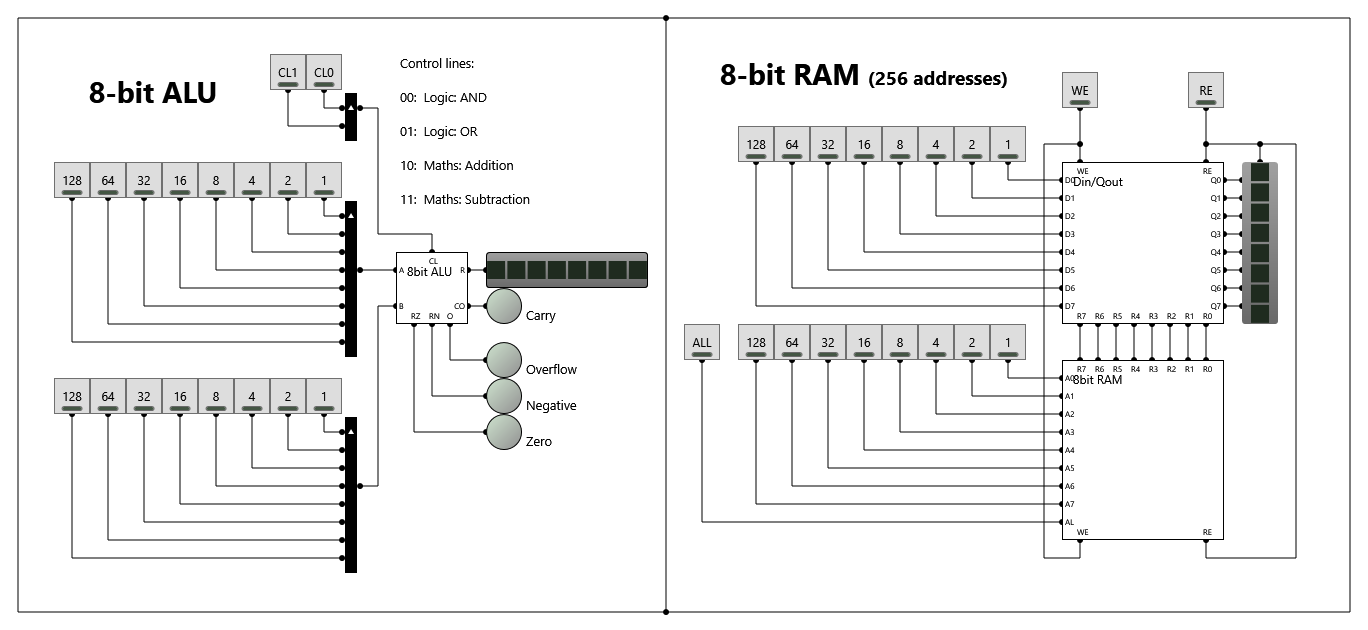 8-bit ALU
CL1 CL0
Control lines:
00: Logic: AND
01: Logic: OR
10: Maths: Addition
11: Maths: Subtraction
128 64 32 16 8 4 2 1
CL
A 8bit ALU R
B CO
RZ RN O
Carry
Overflow
Negative
Zero
128 64 32 16 8 4 2 1
8-bit RAM (256 addresses)
WE RE
128 64 32 16 8 4 2 1
WE RE
D0 Din/Qout Q0
D1 Q1
D2 Q2
D3 Q3
D4 Q4
D5 Q5
D6 Q6
D7 Q7
R7 R6 R5 R4 R3 R2 R1 R0
ALL 128 64 32 16 8 4 2 1
R7 R6 R5 R4 R3 R2 R1 R0
A0 8bit RAM
A1
A2
A3
A4
A5
A6
A7
AL
WE RE